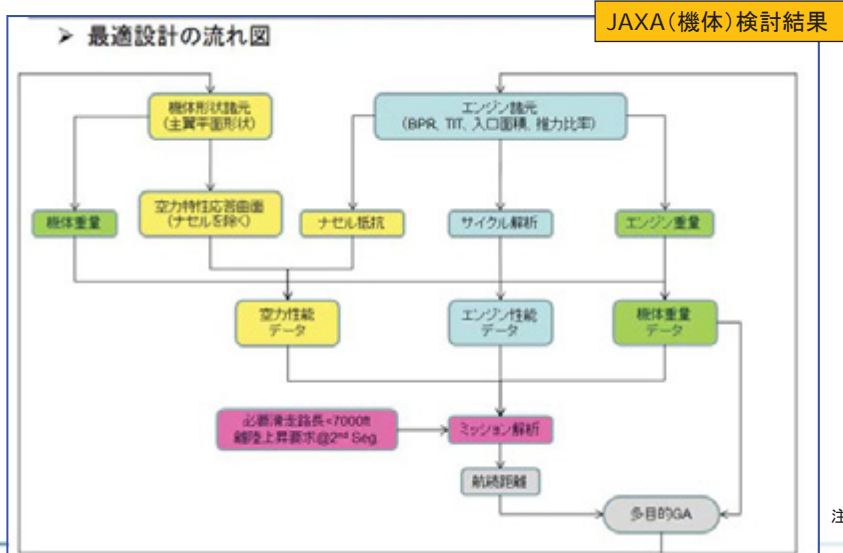 JAXA(機体)検討結果
➤ 最適設計の流れ図
機体形状諸元
(主翼平面形状)
エンジン諸元
(BPR, TIT, 入口面積, 推力比率)
機体重量
空力特性応答曲面
(ナセルを除く)
ナセル抵抗
サイクル解析
エンジン重量
空力性能
データ
エンジン性能
データ
機体重量
データ
必要滑走路長<7000ft
離陸上昇要求@2nd Seg.
ミッション解析
航続距離
多目的GA
注